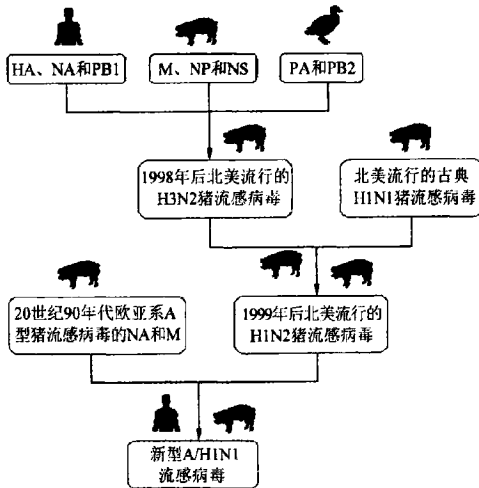 HA、NA和PB1
M、NP和NS
PA和PB2
1998年后北美流行的
H3N2猪流感病毒
北美流行的古典
H1N1猪流感病毒
20世纪90年代欧亚系A
型猪流感病毒的NA和M
1999年后北美流行的
H1N2猪流感病毒
新型A/H1N1
流感病毒